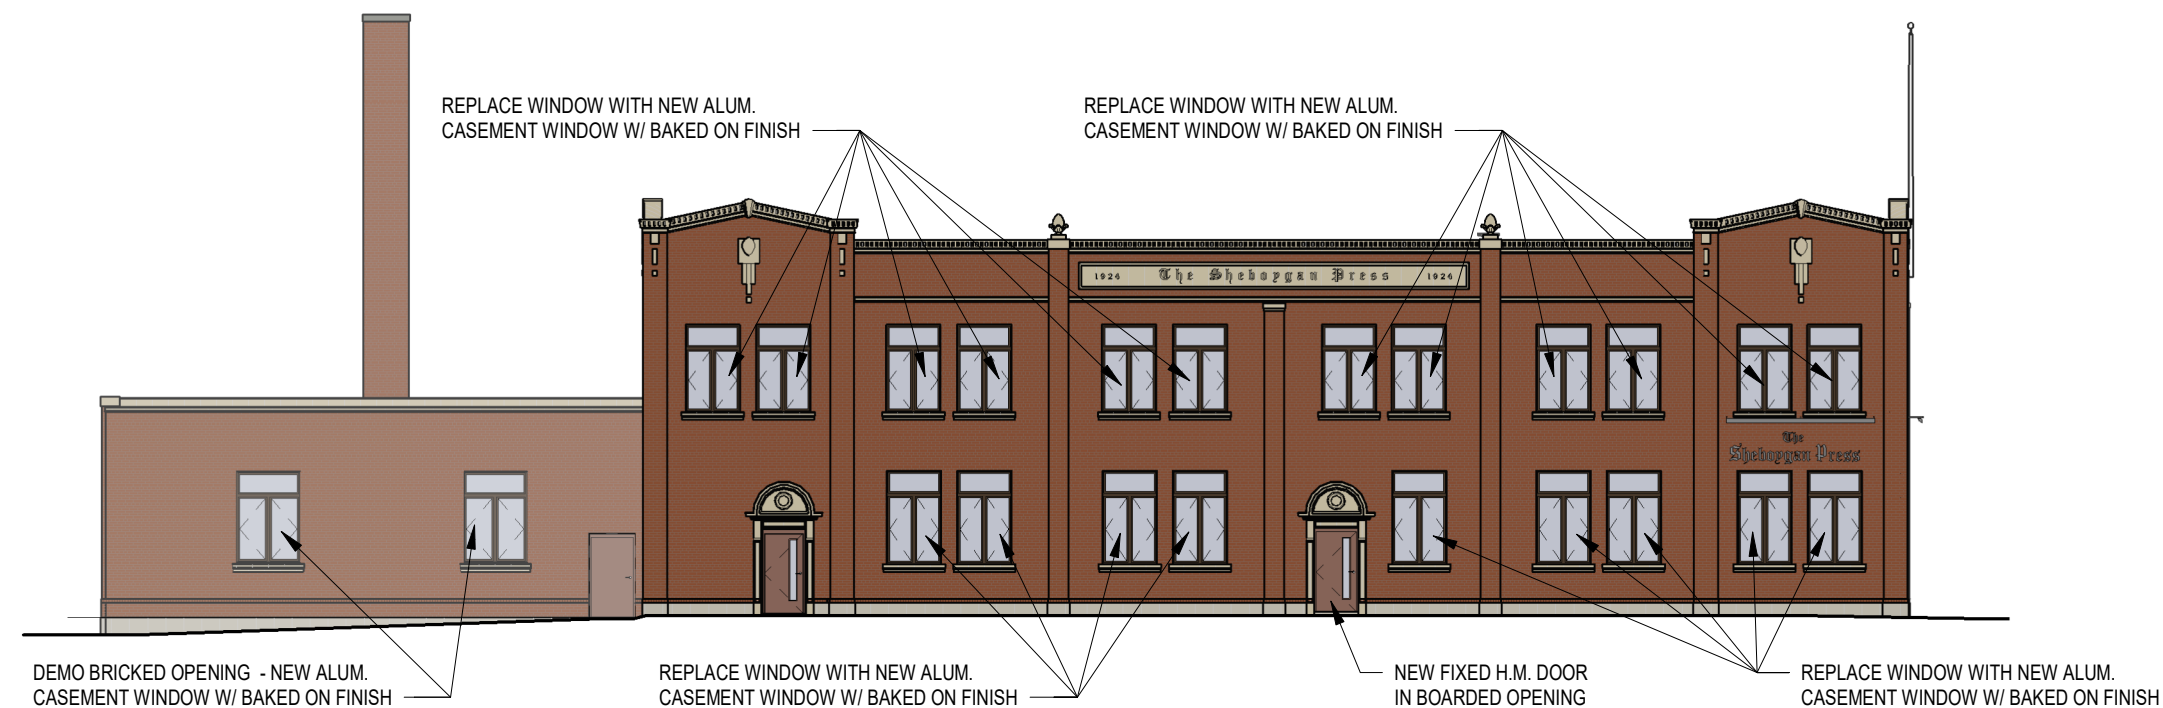 REPLACE WINDOW WITH NEW ALUM.
CASEMENT WINDOW W/ BAKED ON FINISH
REPLACE WINDOW WITH NEW ALUM.
CASEMENT WINDOW W/ BAKED ON FINISH
1924 The Sheboygan Press 1924
The
Sheboygan Press
DEMO BRICKED OPENING - NEW ALUM.
CASEMENT WINDOW W/ BAKED ON FINISH
REPLACE WINDOW WITH NEW ALUM.
CASEMENT WINDOW W/ BAKED ON FINISH
NEW FIXED H.M. DOOR
IN BOARDED OPENING
REPLACE WINDOW WITH NEW ALUM.
CASEMENT WINDOW W/ BAKED ON FINISH